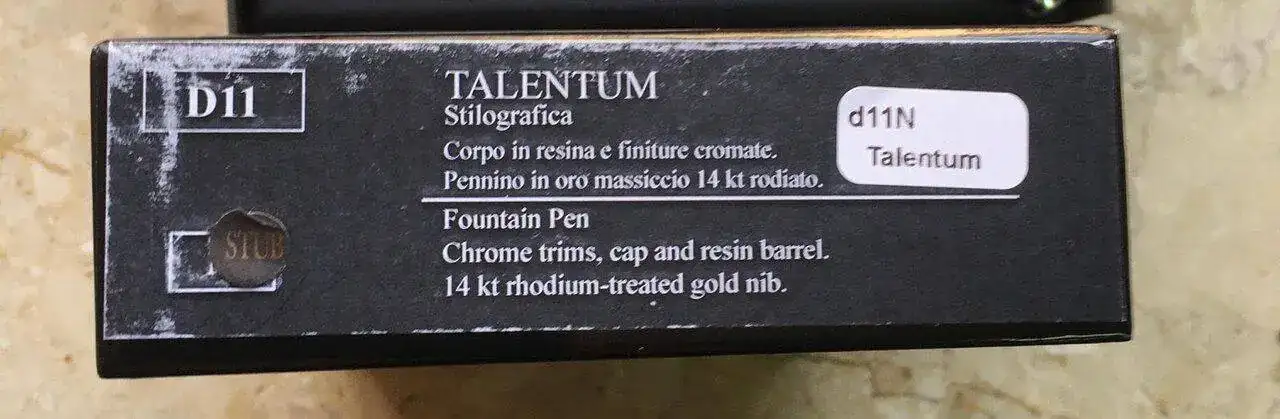 D11
TALENTUM
Stilografica
Corpo in resina e finiture cromate.
Pennino in oro massiccio 14 kt rodiato.
d11N
Talentum
STUB
Fountain Pen
Chrome trims, cap and resin barrel.
14 kt rhodium-treated gold nib.